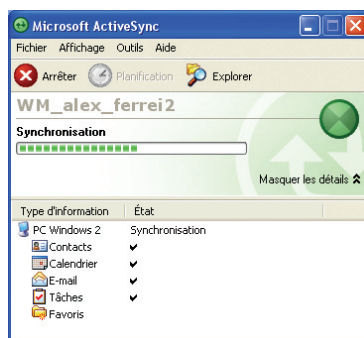 Microsoft ActiveSync
Fichier Affichage Outils Aide
Arrêter Planification Explorer
WM_alex_ferrei2
Synchronisation
Masquer les détails
Type d'information État
PC Windows 2 Synchronisation
Contacts
Calendrier
E-mail
Tâches
Favoris